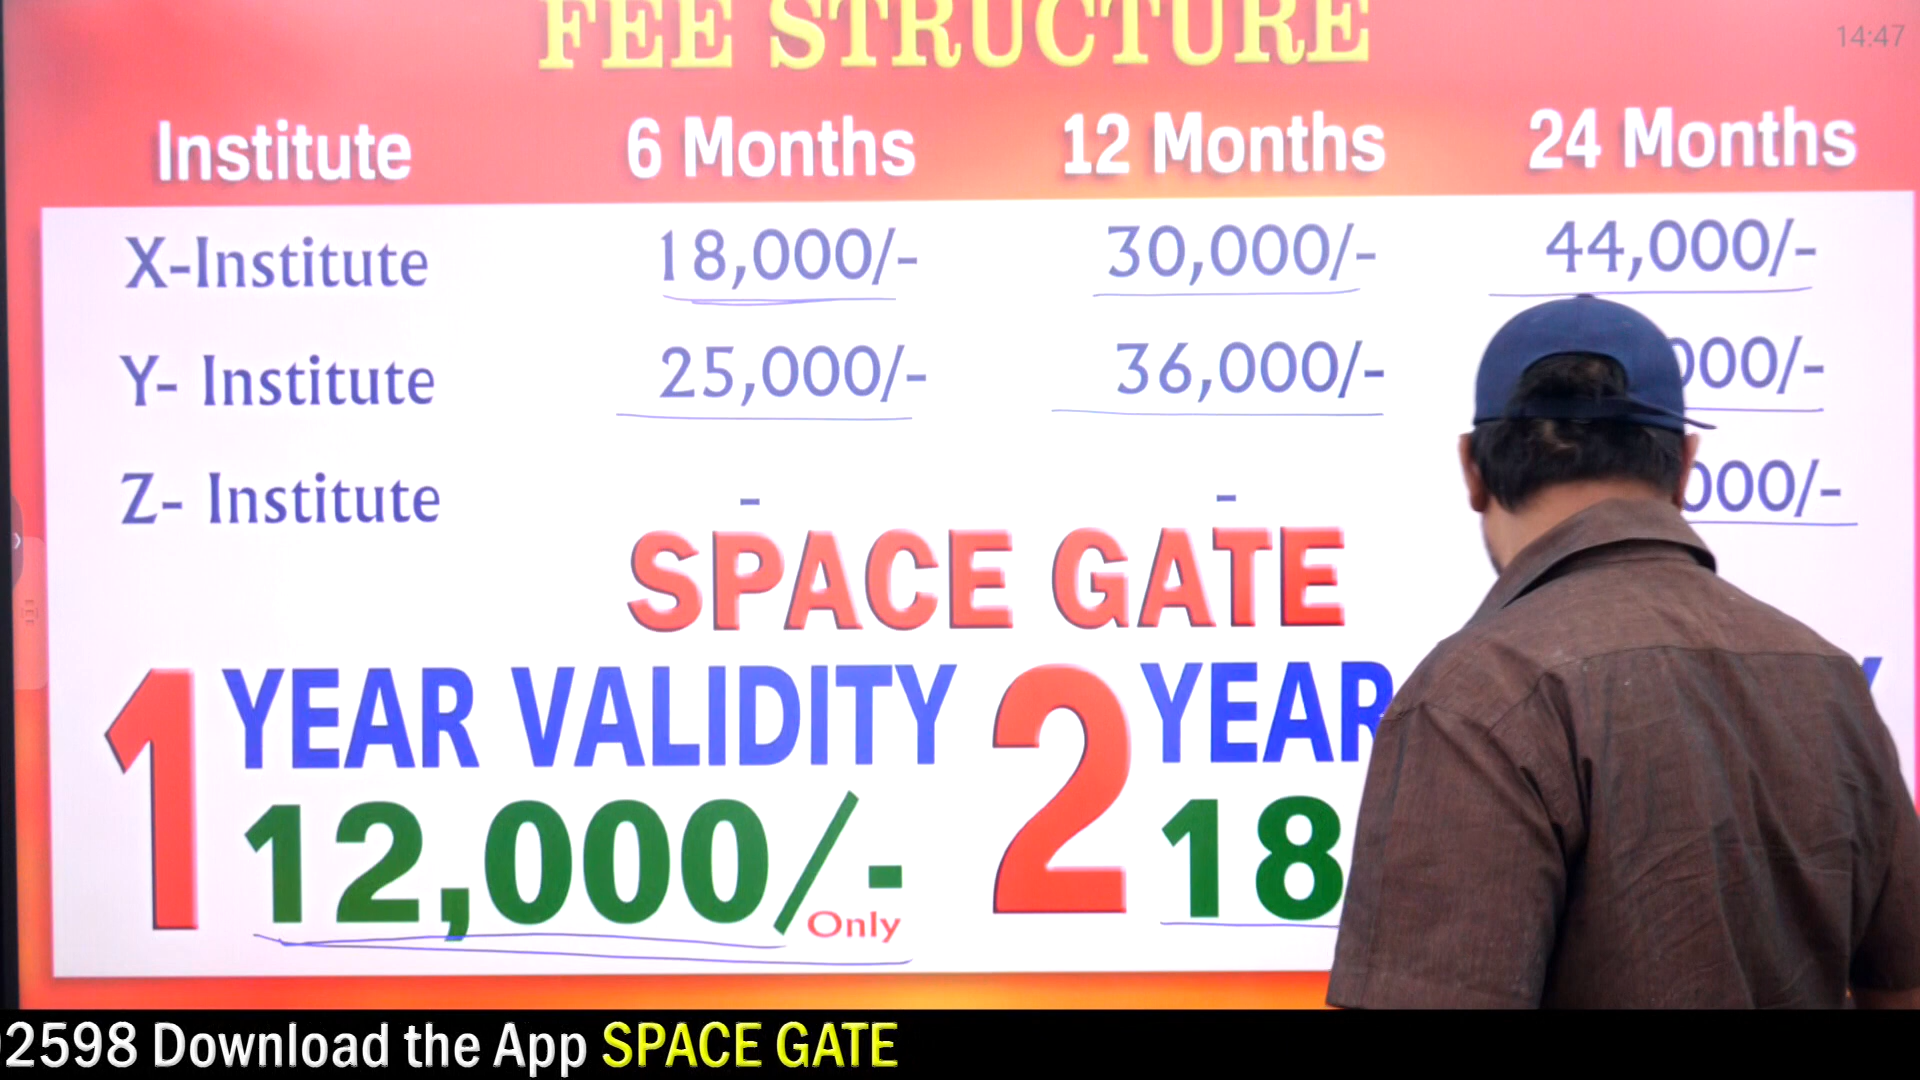 FEE STRUCTURE
14:47
Institute 6 Months 12 Months 24 Months
X-Institute 18,000/- 30,000/- 44,000/-
Y- Institute 25,000/- 36,000/- 000/-
Z- Institute - - 000/-
SPACE GATE
1 YEAR VALIDITY 2 YEAR
12,000/- Only 18
02598 Download the App SPACE GATE